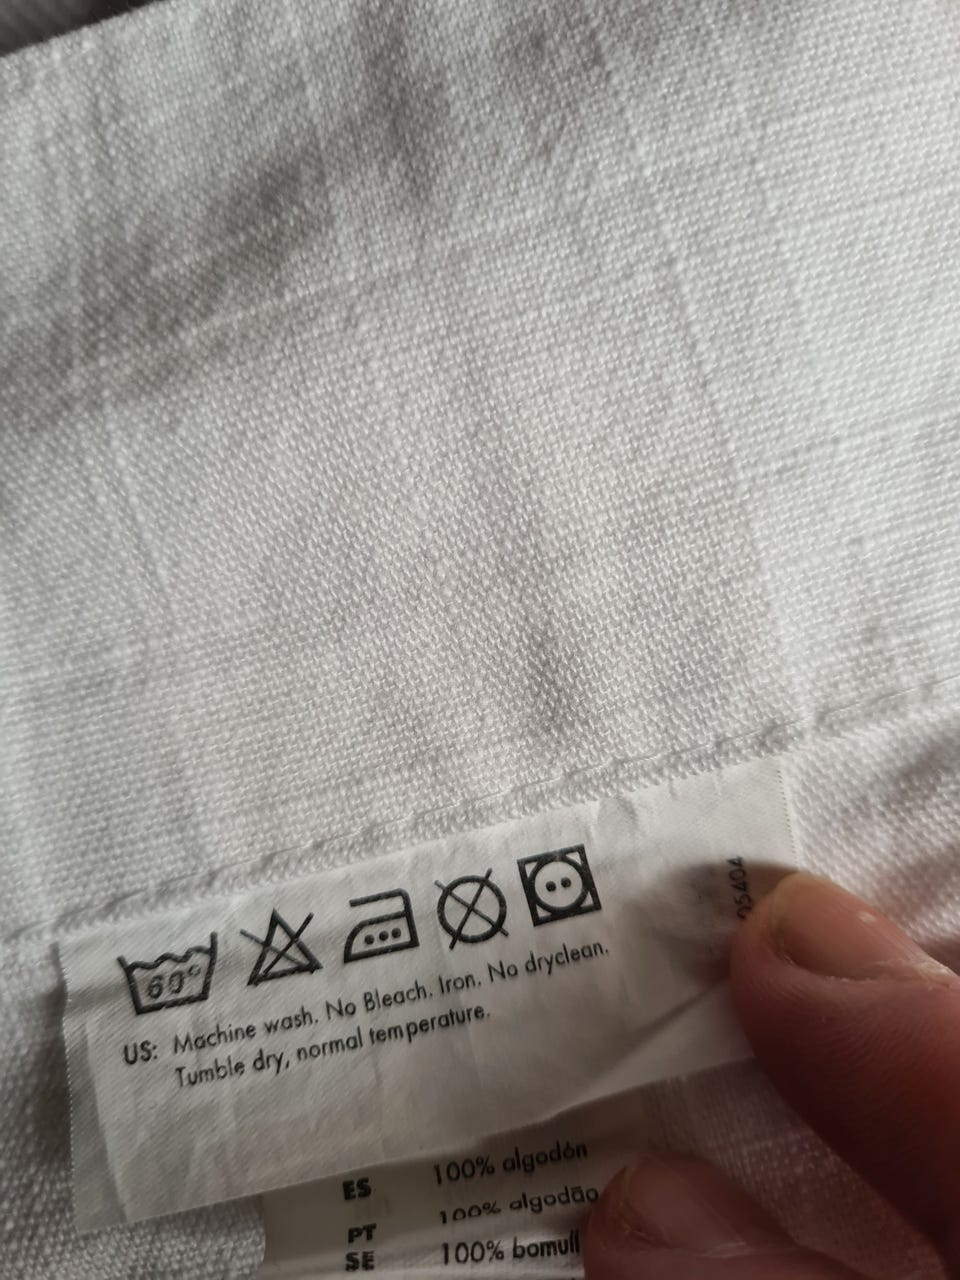 60°
US: Machine wash. No Bleach. Iron. No dryclean.
Tumble dry, normal temperature.
05404
ES 100% algodón
PT 100% algodão
SE 100% bomull